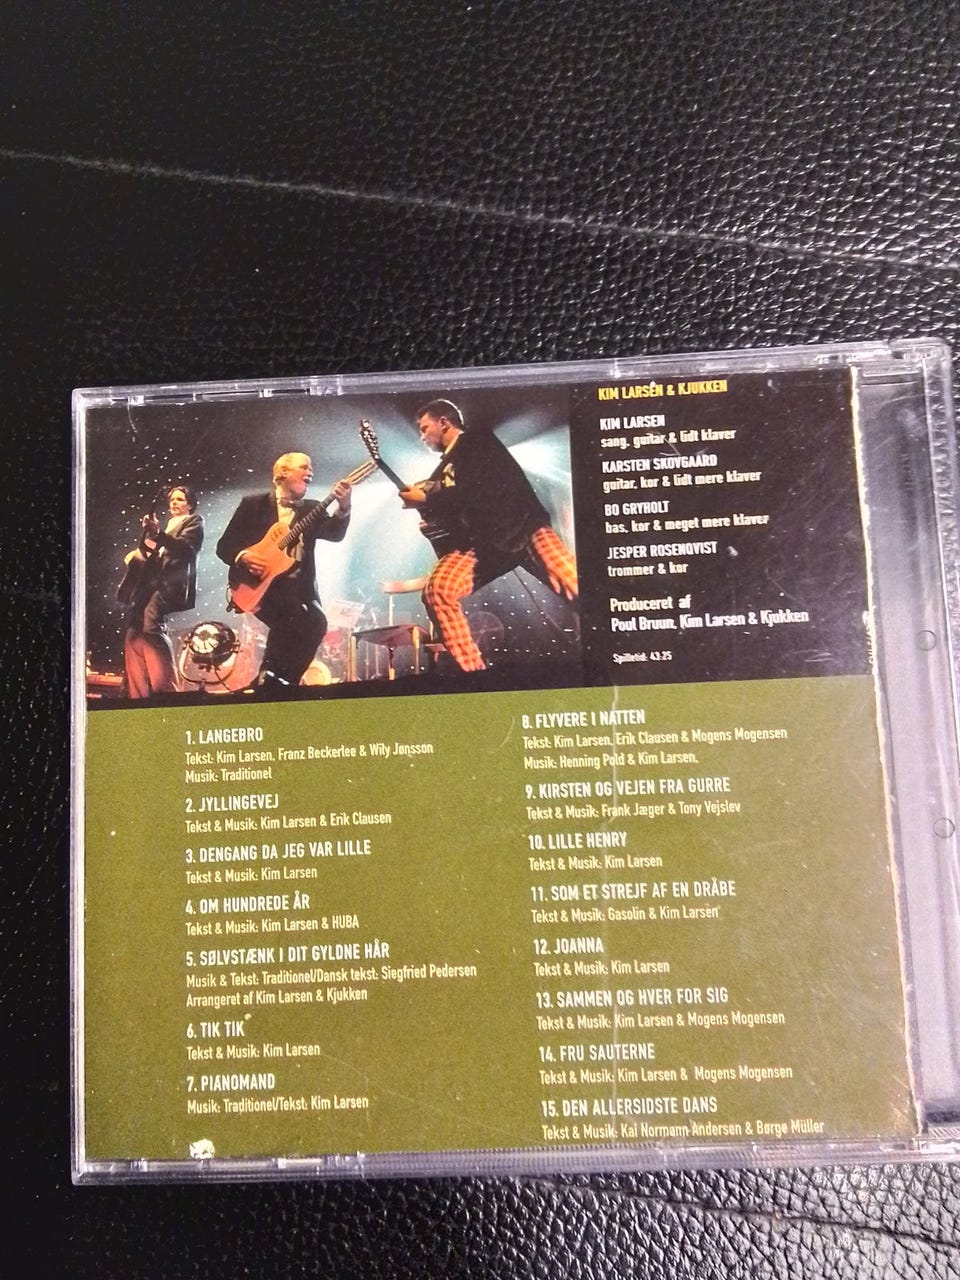 KIM LARSEN & KJUKKEN
KIM LARSEN
sang, guitar & lidt klaver
KARSTEN SKOVGAARD
guitar, kor & lidt mere klaver
BO GRYHOLT
bas, kor & meget mere klaver
JESPER ROSENQVIST
trommer & kor
Produceret af
Poul Bruun, Kim Larsen & Kjukken
Spilletid: 43:25
1. LANGEBRO
Tekst: Kim Larsen, Franz Beckerlee & Wily Jønsson
Musik: Traditionel
2. JYLLINGEVEJ
Tekst & Musik: Kim Larsen & Erik Clausen
3. DENGANG DA JEG VAR LILLE
Tekst & Musik: Kim Larsen
4. OM HUNDREDE ÅR
Tekst & Musik: Kim Larsen & HUBA
5. SØLVSTÆNK I DIT GYLDNE HÅR
Musik & Tekst: Traditionel/Dansk tekst: Siegfried Pedersen
Arrangeret af Kim Larsen & Kjukken
6. TIK TIK
Tekst & Musik: Kim Larsen
7. PIANOMAND
Musik: Traditionel/Tekst: Kim Larsen
8. FLYVERE I NATTEN
Tekst: Kim Larsen, Erik Clausen & Mogens Mogensen
Musik: Henning Pold & Kim Larsen,
9. KIRSTEN OG VEJEN FRA GURRE
Tekst & Musik: Frank Jæger & Tony Vejslev
10. LILLE HENRY
Tekst & Musik: Kim Larsen
11. SOM ET STREJF AF EN DRÅBE
Tekst & Musik: Gasolin & Kim Larsen
12. JOANNA
Tekst & Musik: Kim Larsen
13. SAMMEN OG HVER FOR SIG
Tekst & Musik: Kim Larsen & Mogens Mogensen
14. FRU SAUTERNE
Tekst & Musik: Kim Larsen & Mogens Mogensen
15. DEN ALLERSIDSTE DANS
Tekst & Musik: Kai Normann Andersen & Børge Müller